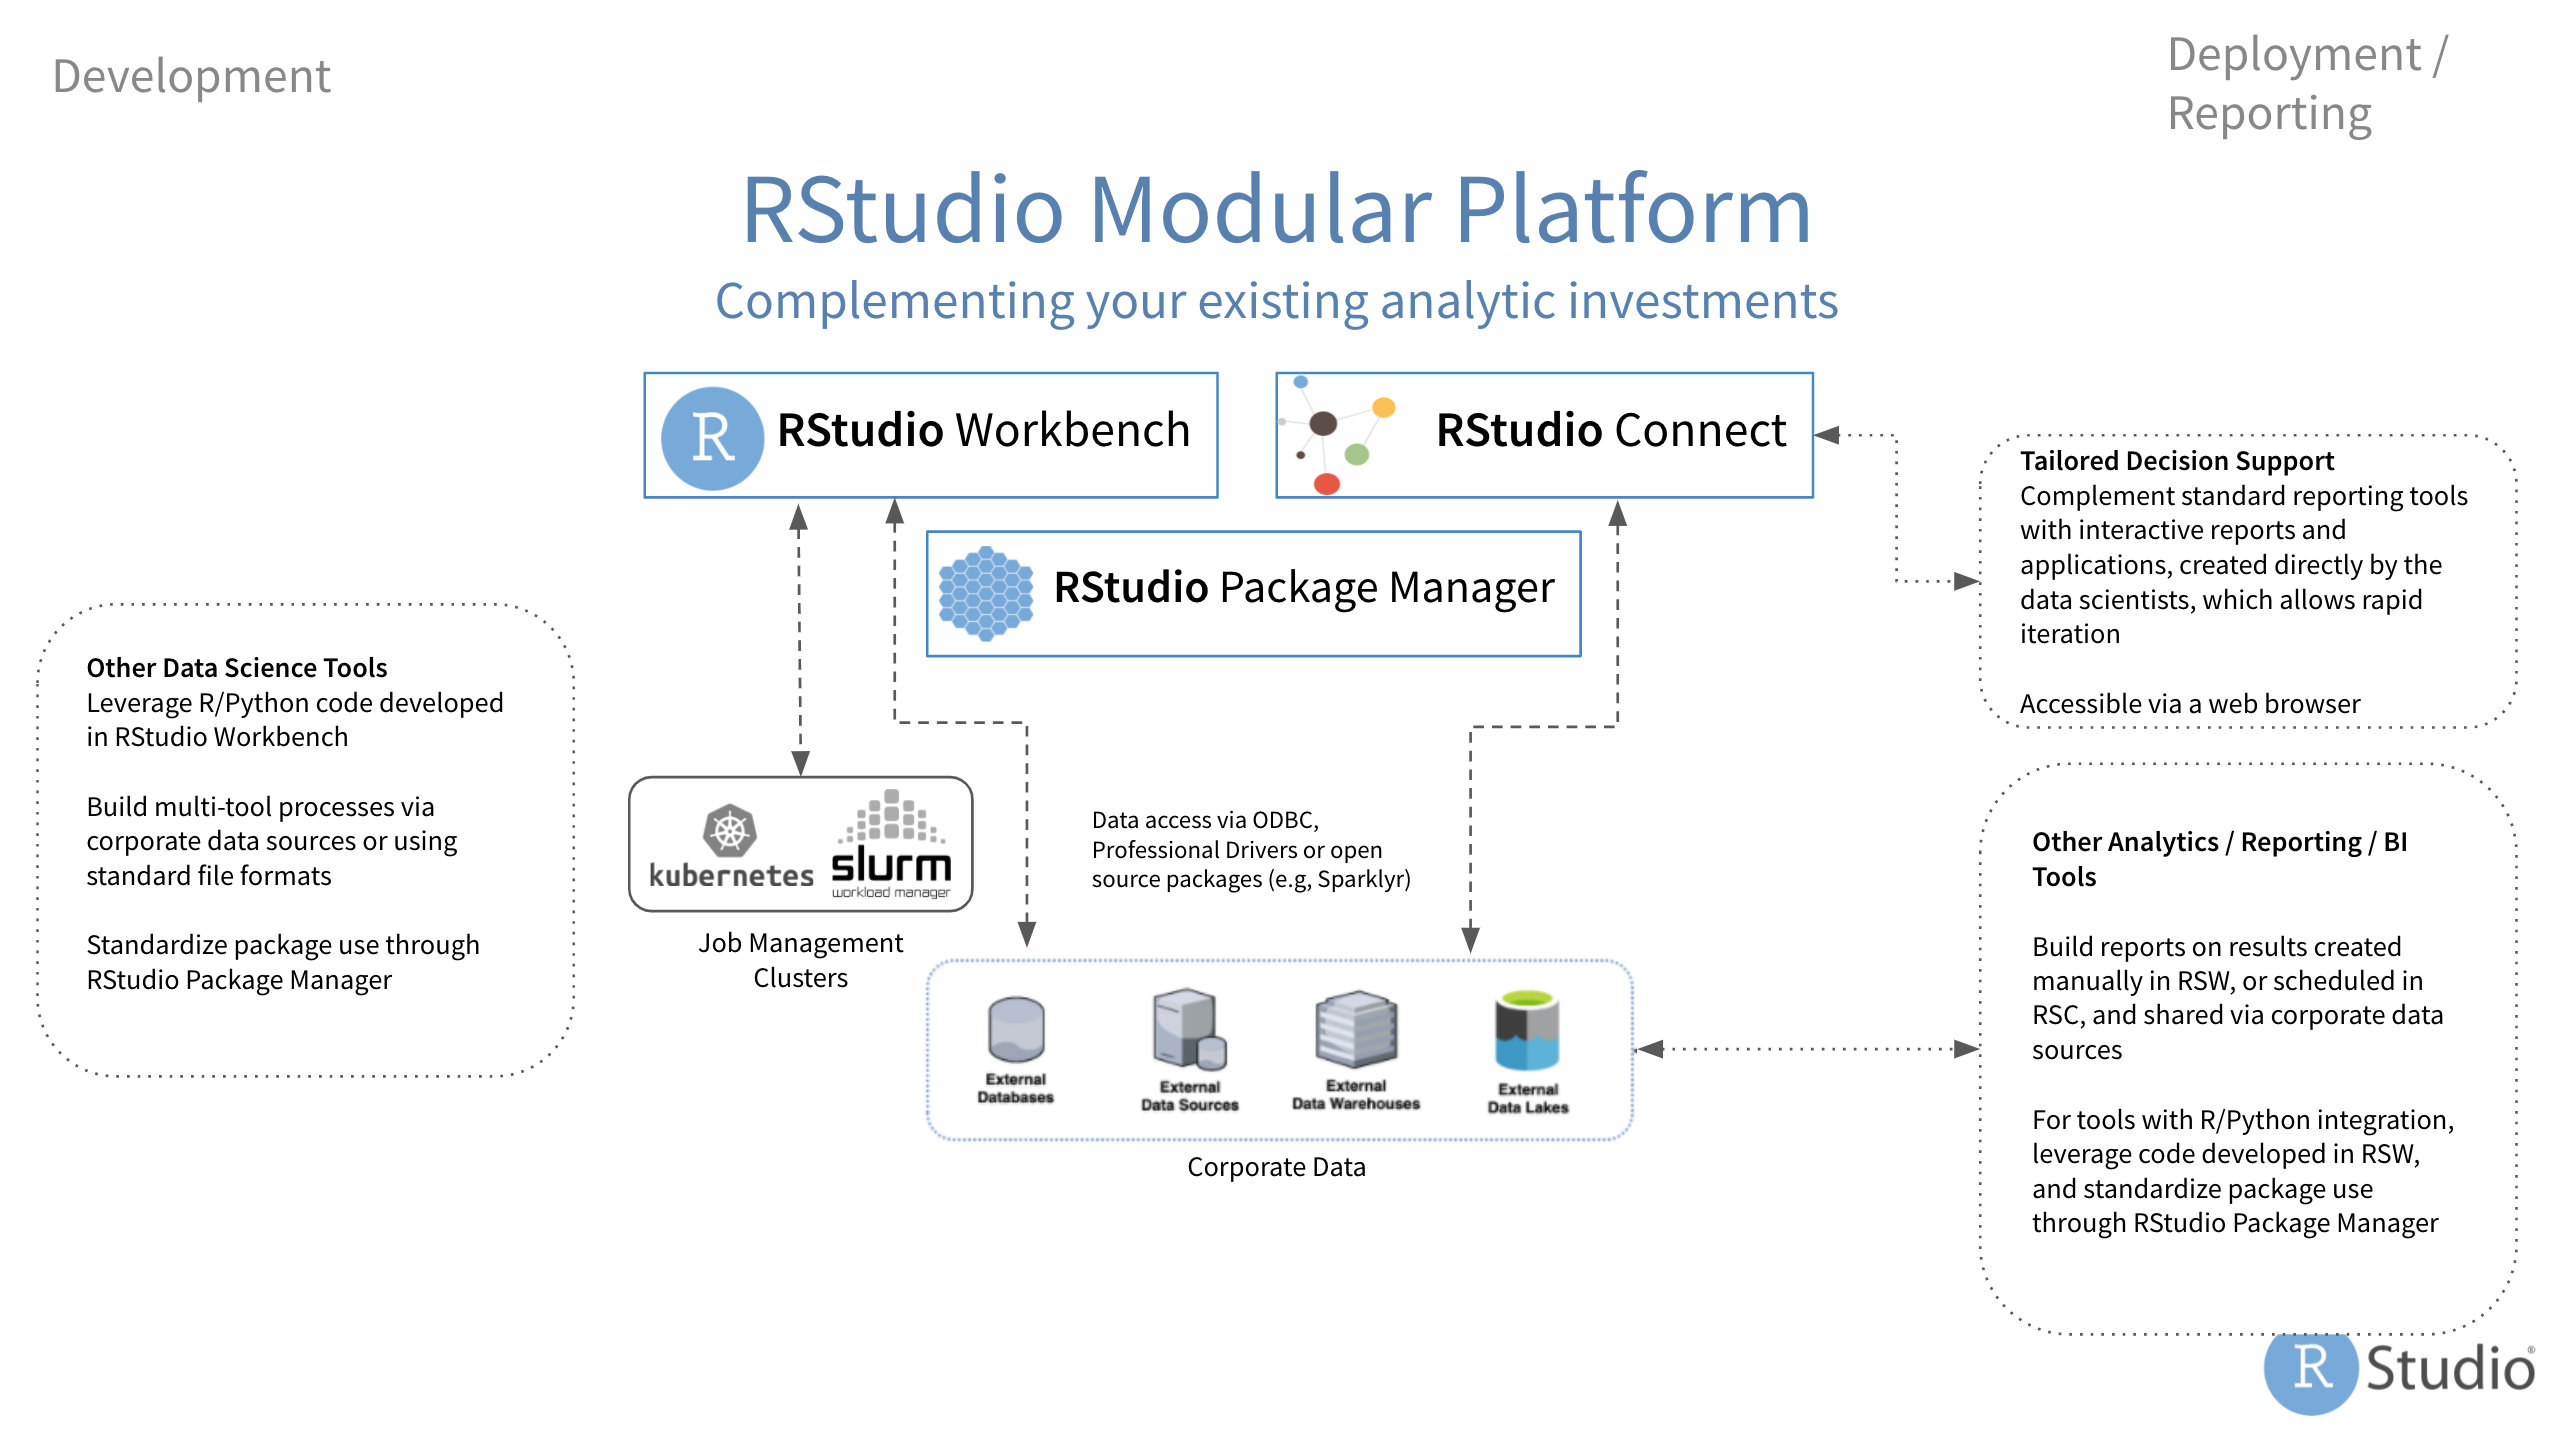 Development
Deployment /
Reporting
RStudio Modular Platform
Complementing your existing analytic investments
R
RStudio Workbench
RStudio Connect
RStudio Package Manager
Other Data Science Tools
Leverage R/Python code developed
in RStudio Workbench
Build multi-tool processes via
corporate data sources or using
standard file formats
Standardize package use through
RStudio Package Manager
kubernetes
slurm
workload manager
Job Management
Clusters
Data access via ODBC,
Professional Drivers or open
source packages (e.g, Sparklyr)
External
Databases
External
Data Sources
External
Data Warehouses
External
Data Lakes
Corporate Data
Tailored Decision Support
Complement standard reporting tools
with interactive reports and
applications, created directly by the
data scientists, which allows rapid
iteration
Accessible via a web browser
Other Analytics / Reporting / BI
Tools
Build reports on results created
manually in RSW, or scheduled in
RSC, and shared via corporate data
sources
For tools with R/Python integration,
leverage code developed in RSW,
and standardize package use
through RStudio Package Manager
R Studio®